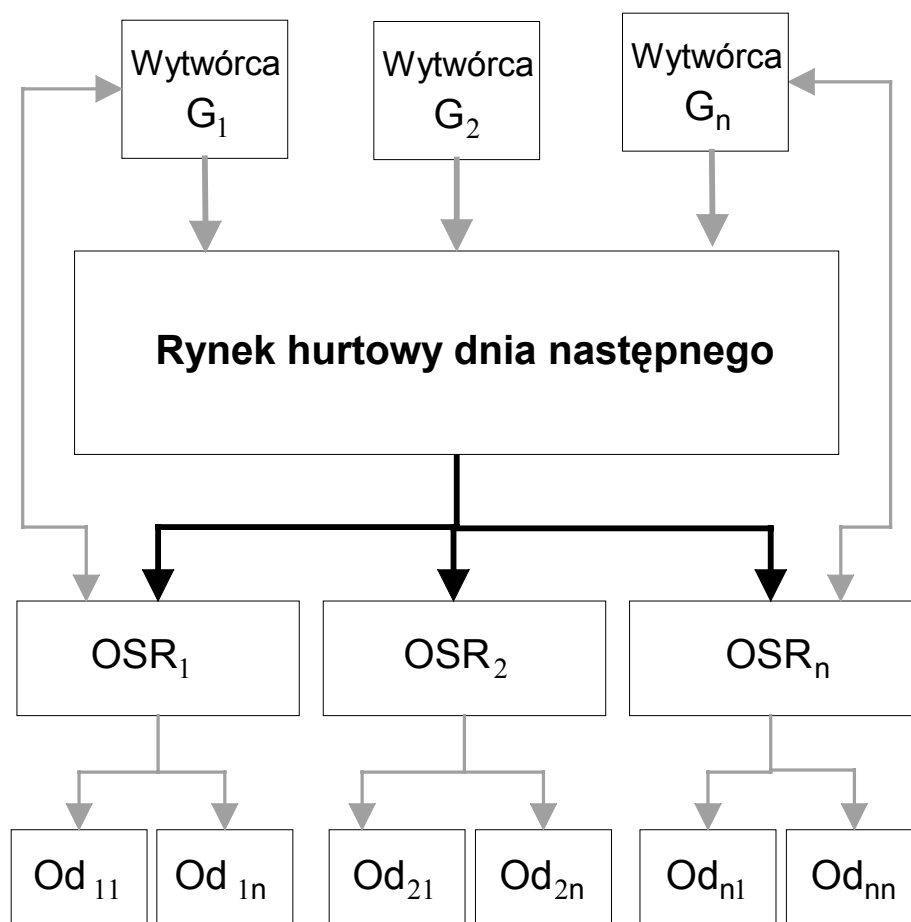 Wytwórca
G1
Wytwórca
G2
Wytwórca
Gn
Rynek hurtowy dnia następnego
OSR1
OSR2
OSRn
Od 11
Od 1n
Od21
Od2n
Odn1
Odnn